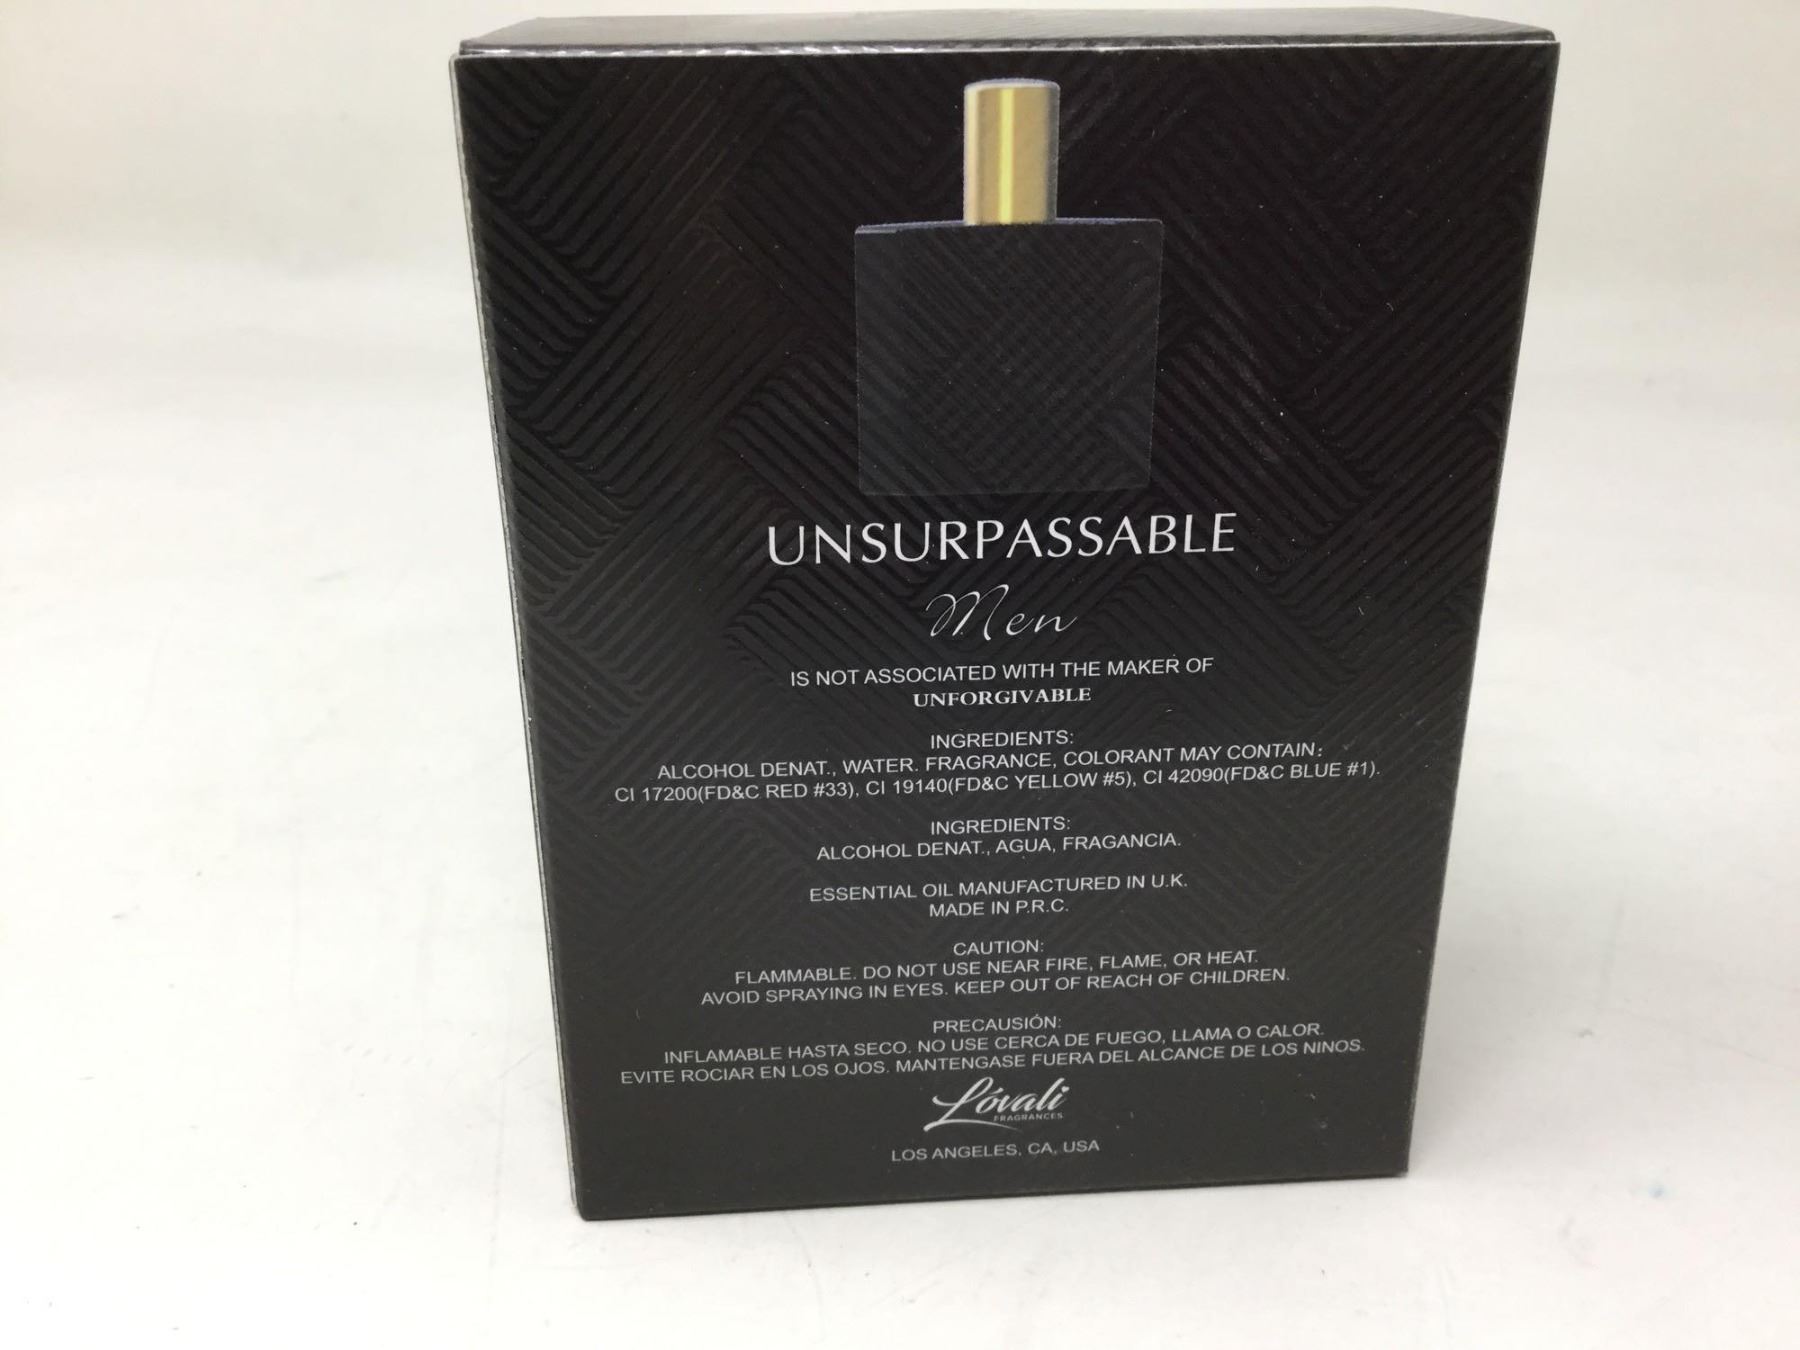 UNSURPASSABLE
Men
IS NOT ASSOCIATED WITH THE MAKER OF
UNFORGIVABLE
INGREDIENTS:
ALCOHOL DENAT., WATER. FRAGRANCE, COLORANT MAY CONTAIN:
CI 17200(FD&C RED #33), CI 19140(FD&C YELLOW #5), CI 42090(FD&C BLUE #1).
INGREDIENTS:
ALCOHOL DENAT., AGUA, FRAGANCIA.
ESSENTIAL OIL MANUFACTURED IN U.K.
MADE IN P.R.C.
CAUTION:
FLAMMABLE. DO NOT USE NEAR FIRE, FLAME, OR HEAT.
AVOID SPRAYING IN EYES. KEEP OUT OF REACH OF CHILDREN.
PRECAUSIÓN:
INFLAMABLE HASTA SECO. NO USE CERCA DE FUEGO, LLAMA O CALOR.
EVITE ROCIAR EN LOS OJOS. MANTENGASE FUERA DEL ALCANCE DE LOS NINOS.
Lóvali
FRAGRANCES
LOS ANGELES, CA, USA